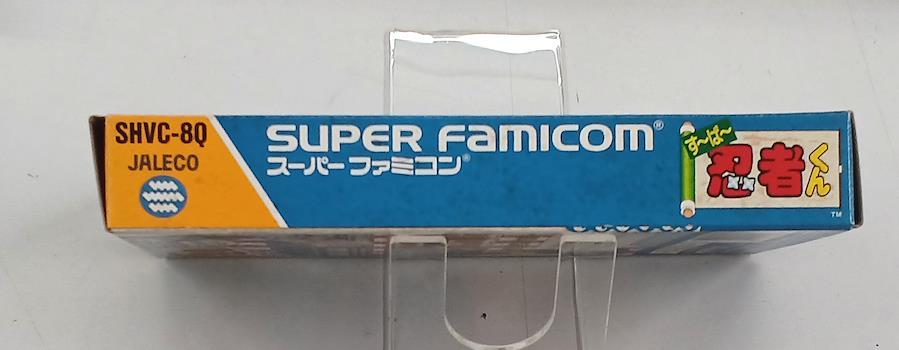 SHVC-8Q
JALECO
SUPER FAMICOM®
スーパーファミコン®
す〜ぱ〜
忍者くん
TM